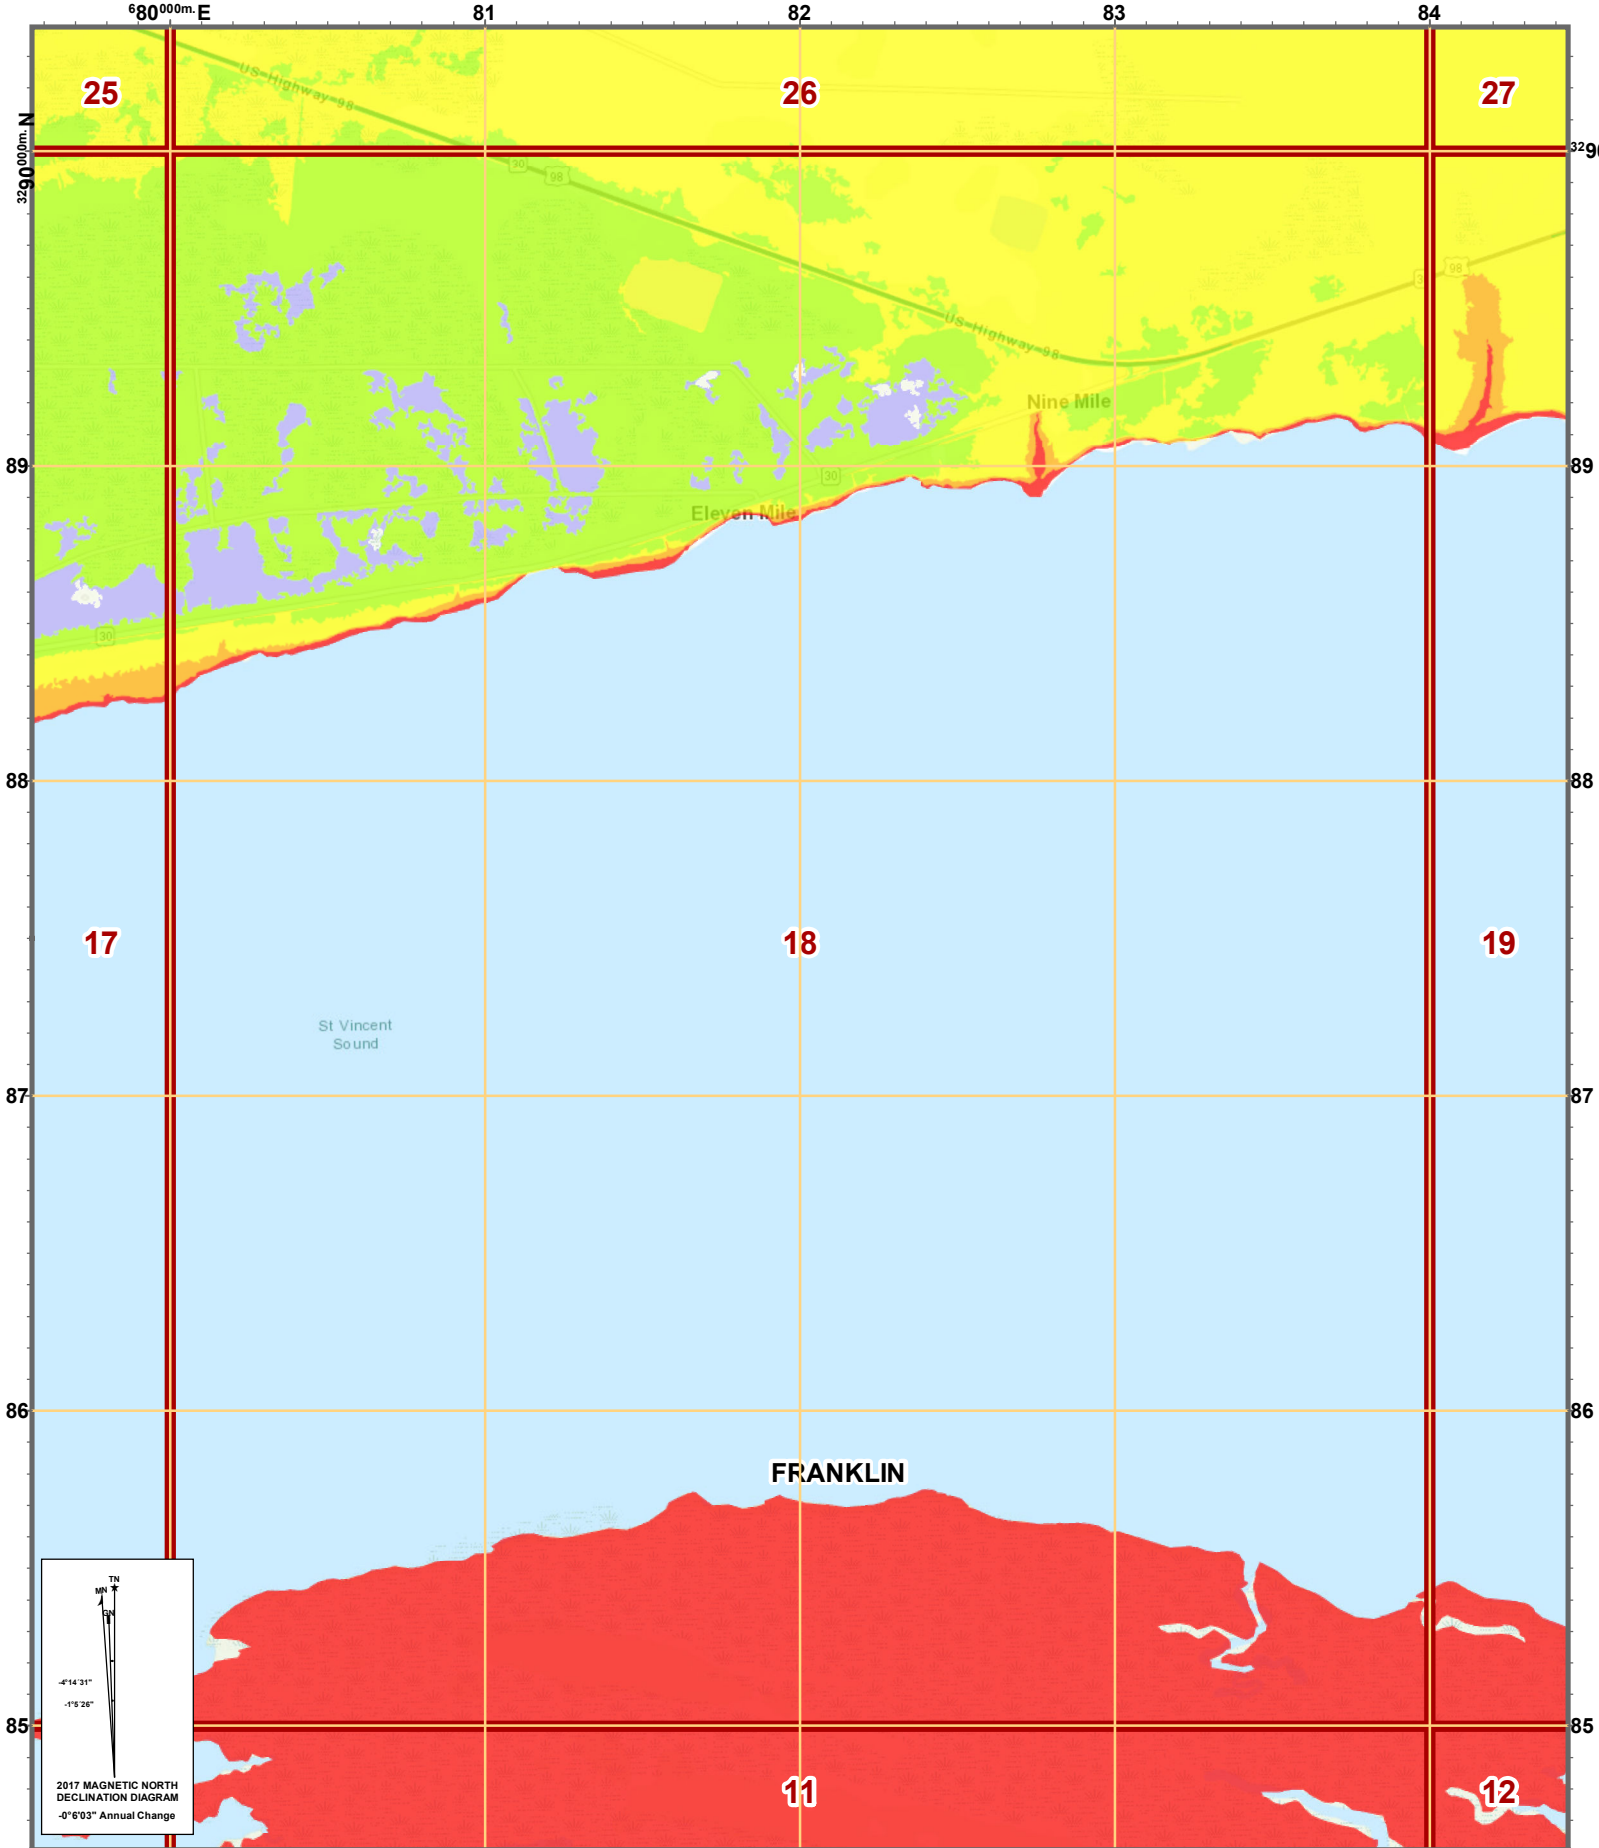 680000m.E 81 82 83 84
25 26 27
US-Highway-98
3290000m.N
3290
30 98
98
3
US-Highway-98
Nine Mile
89 89
30
Eleven Mile
30
88 88
17 18 19
St Vincent
Sound
87 87
86 86
FRANKLIN
TN
MN
GN
-4°14´31"
-1°5´26"
85 85
2017 MAGNETIC NORTH
DECLINATION DIAGRAM
-0°6'03" Annual Change
11 12